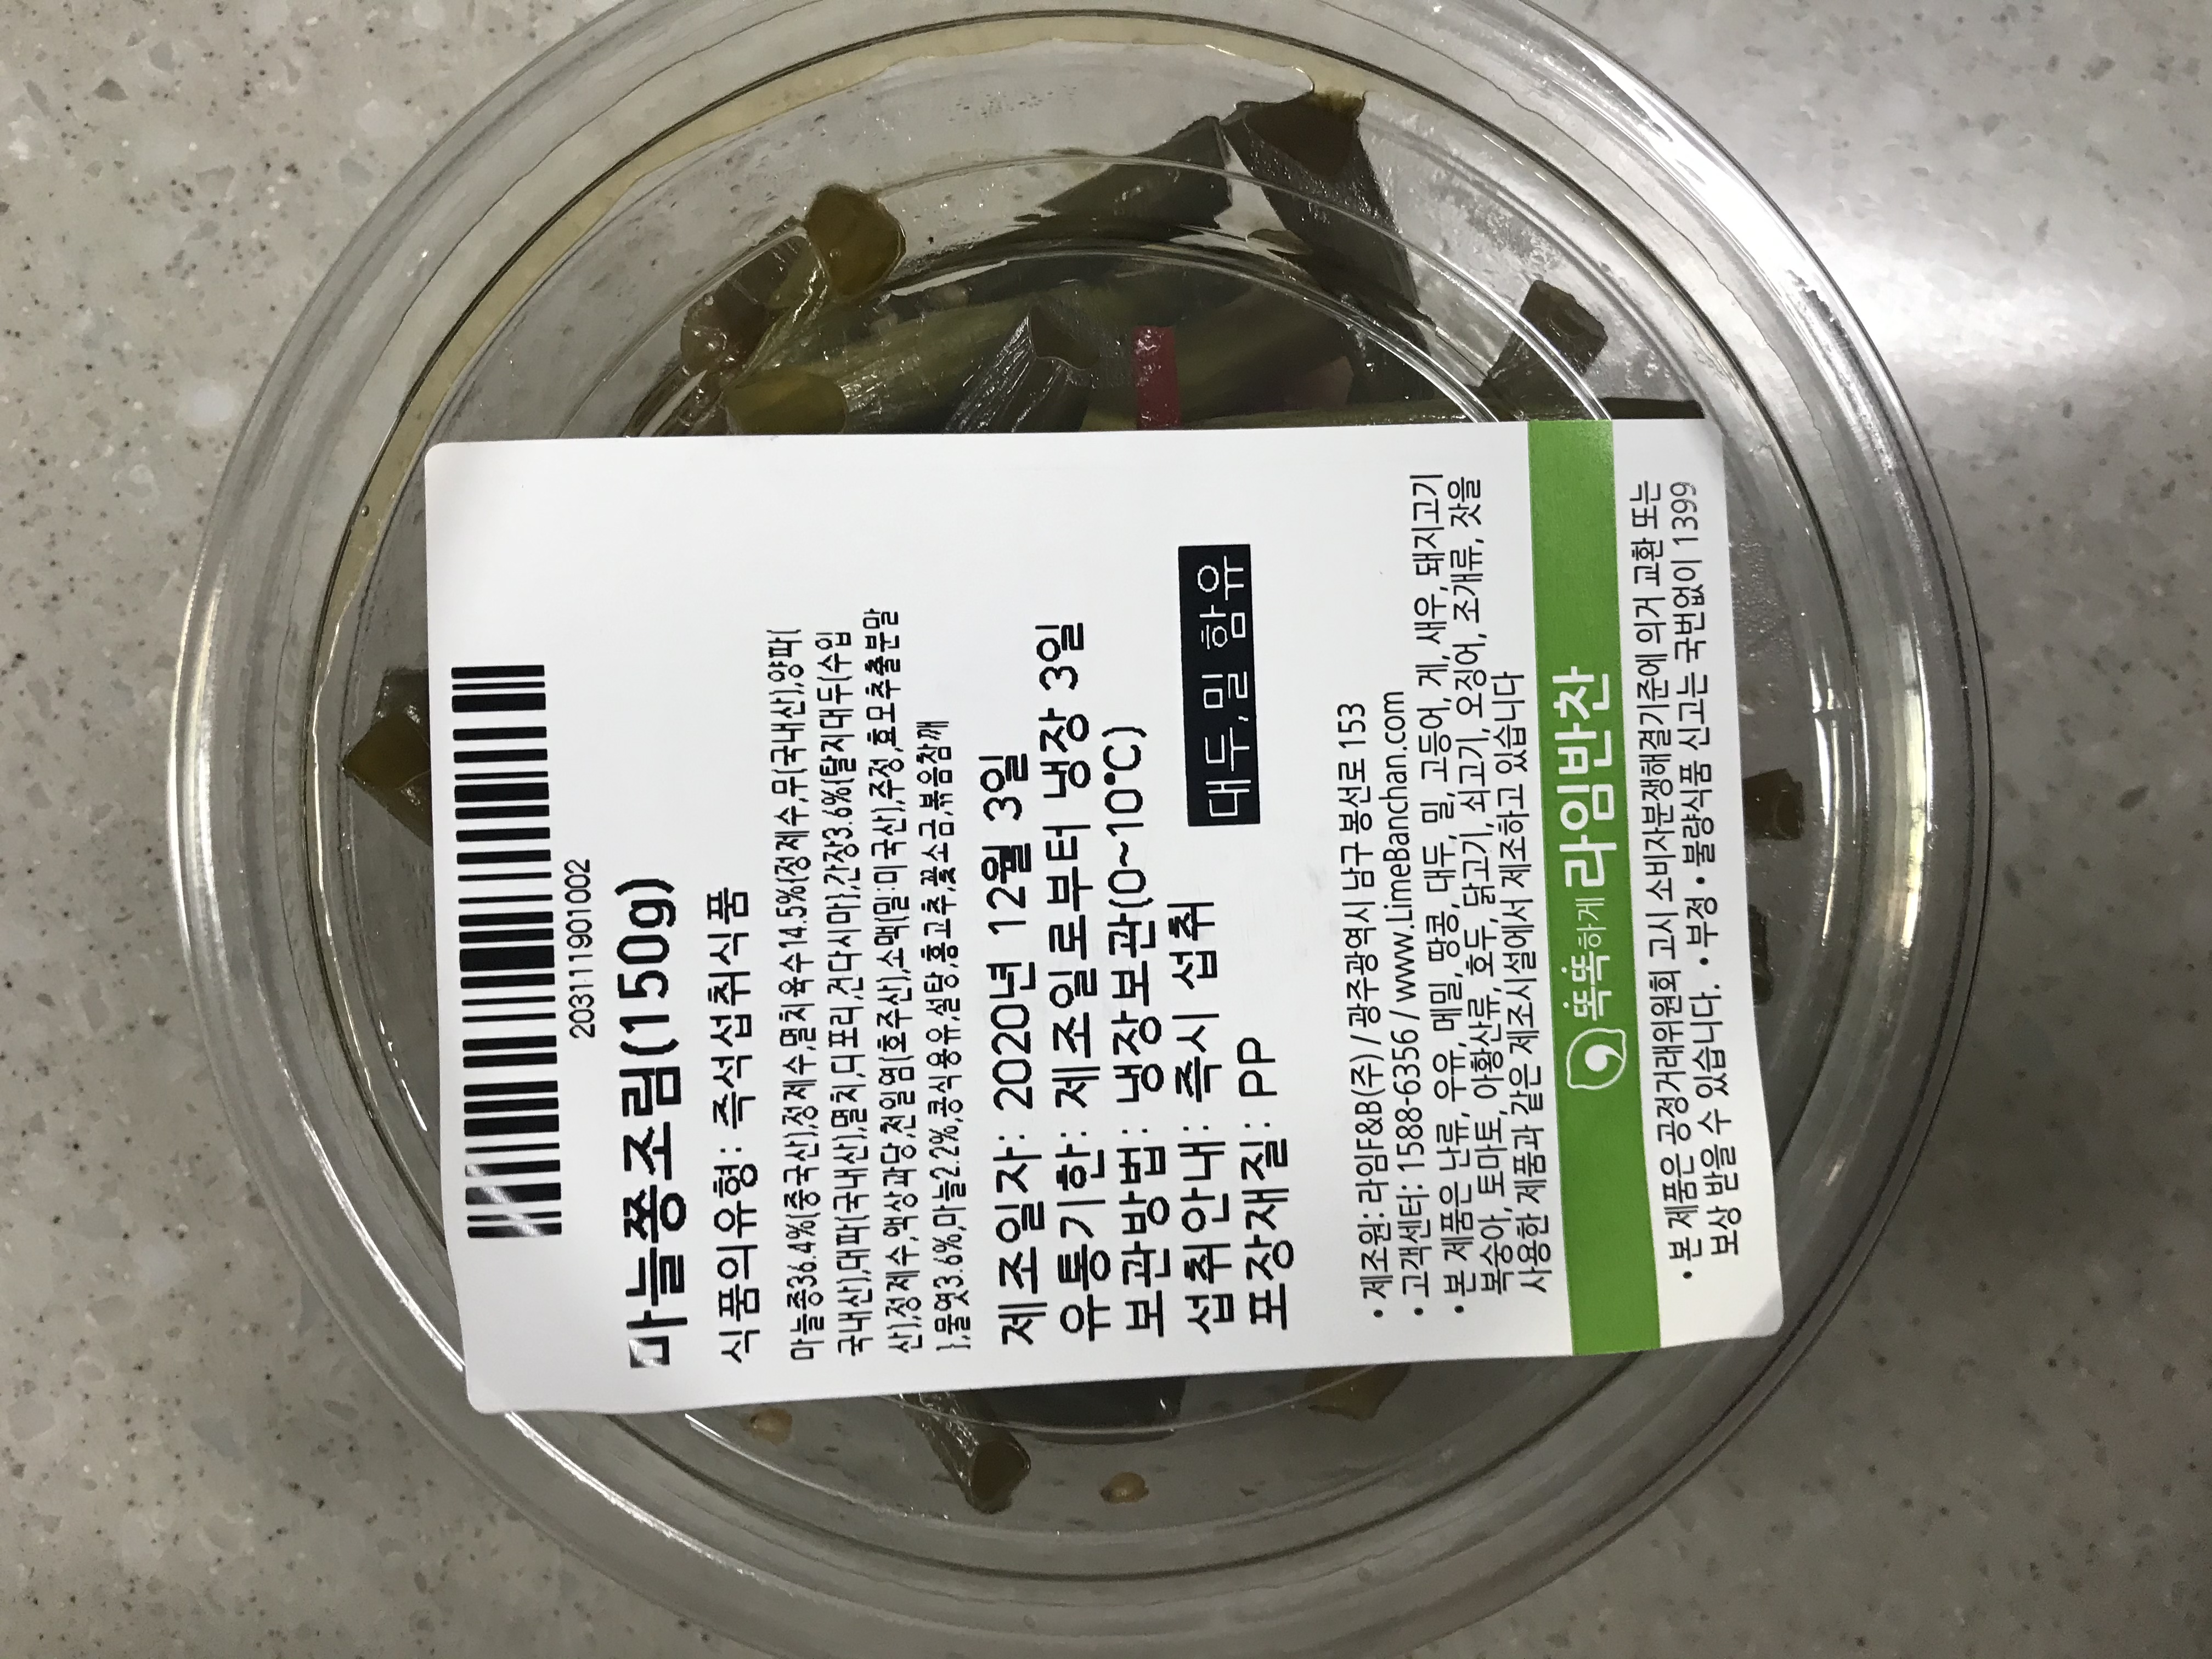 203111901002
마늘쫑조림(150g)
식품의유형: 즉석섭취식품
마늘종36.4%(중국산),정제수,멸치육수14.5%{정제수,무(국내산),양파(
국내산),대파(국내산),멸치,디포리,건다시마},간장3.6%{탈지대두(수입
산),정제수,액상과당,천일염(호주산),소맥(밀:미국산),주정,효모추출분말
},물엿3.6%,마늘2.2%,콩식용유,설탕,홍고추,꽃소금,볶음참깨
제조일자: 2020년 12월 3일
유통기한: 제조일로부터 냉장 3일
보관방법: 냉장보관(0~10℃)
섭취안내: 즉시 섭취
포장재질: PP
대두,밀 함유
• 제조원: 라임F&B(주) / 광주광역시 남구 봉선로 153
• 고객센터: 1588-6356 / www.LimeBanchan.com
• 본 제품은 난류, 우유, 메밀, 땅콩, 대두, 밀, 고등어, 게, 새우, 돼지고기
복숭아, 토마토, 아황산류, 호두, 닭고기, 쇠고기, 오징어, 조개류, 잣을
사용한 제품과 같은 제조시설에서 제조하고 있습니다
똑똑하게 라임반찬
• 본 제품은 공정거래위원회 고시 소비자분쟁해결기준에 의거 교환 또는
보상 받을 수 있습니다. • 부정 • 불량식품 신고는 국번없이 1399